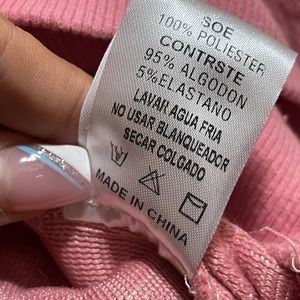 SOE
100% POLIESTER
CONTRSTE
95% ALGODON
5% ELASTANO
LAVAR AGUA FRIA
NO USAR BLANQUEADOR
SECAR COLGADO
MADE IN CHINA